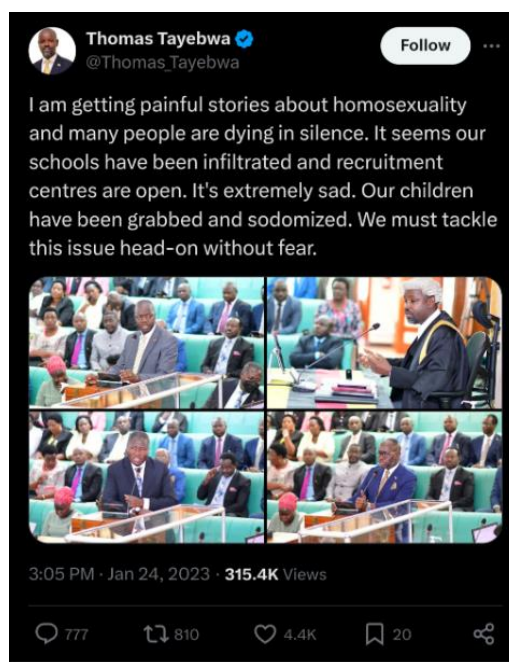 Thomas Tayebwa
@Thomas_Tayebwa
Follow
I am getting painful stories about homosexuality
and many people are dying in silence. It seems our
schools have been infiltrated and recruitment
centres are open. It's extremely sad. Our children
have been grabbed and sodomized. We must tackle
this issue head-on without fear.
3:05 PM · Jan 24, 2023 · 315.4K Views
777 810 4.4K 20